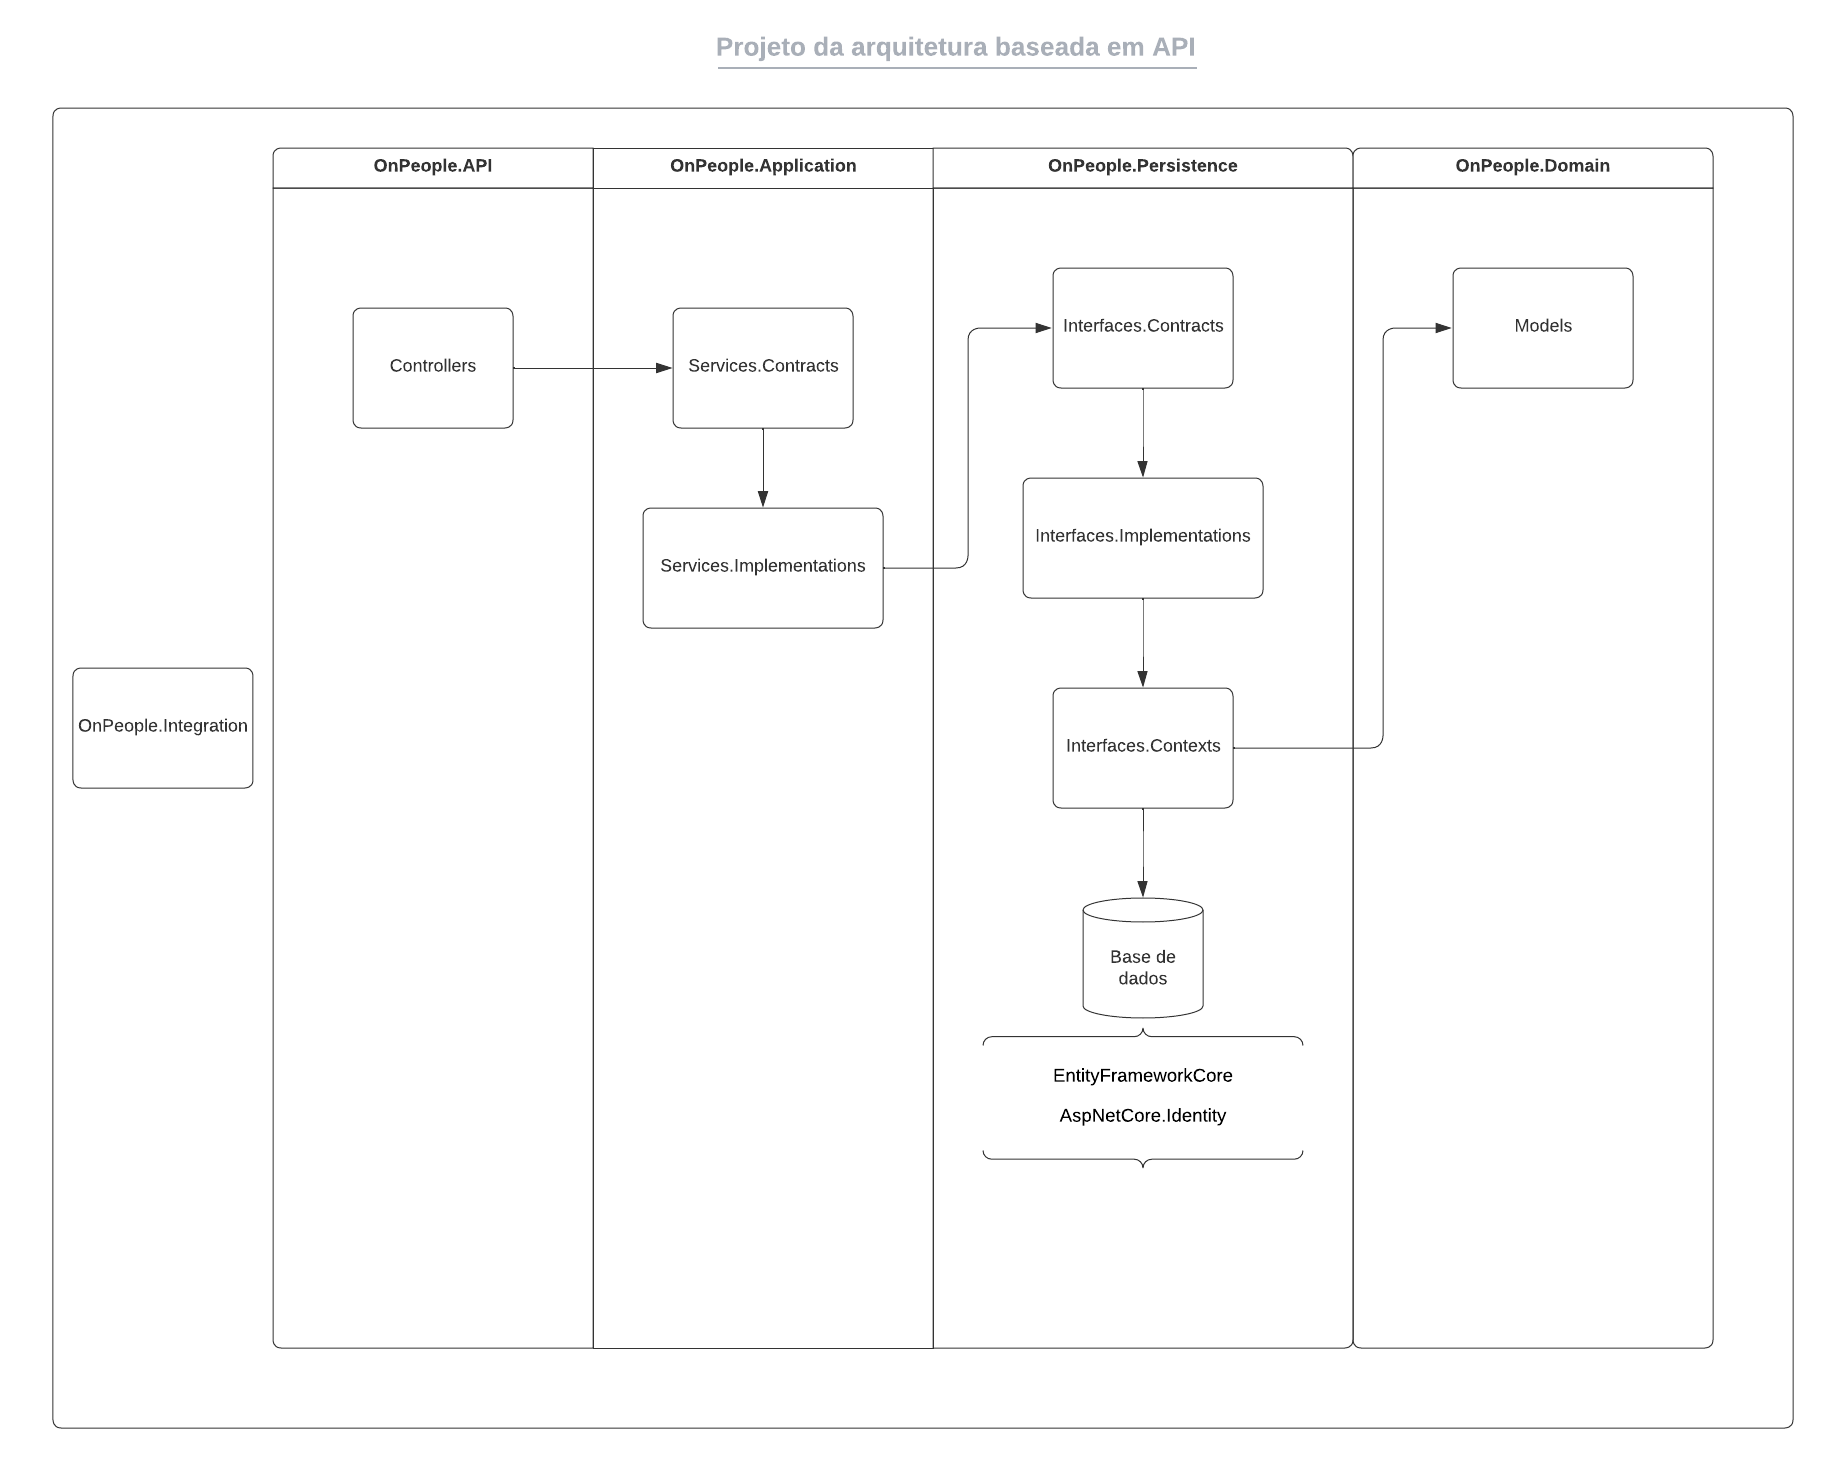 Projeto da arquitetura baseada em API
OnPeople.API
OnPeople.Application
OnPeople.Persistence
OnPeople.Domain
Controllers
Services.Contracts
Services.Implementations
Interfaces.Contracts
Interfaces.Implementations
Interfaces.Contexts
Base de
dados
EntityFrameworkCore
AspNetCore.Identity
Models
OnPeople.Integration